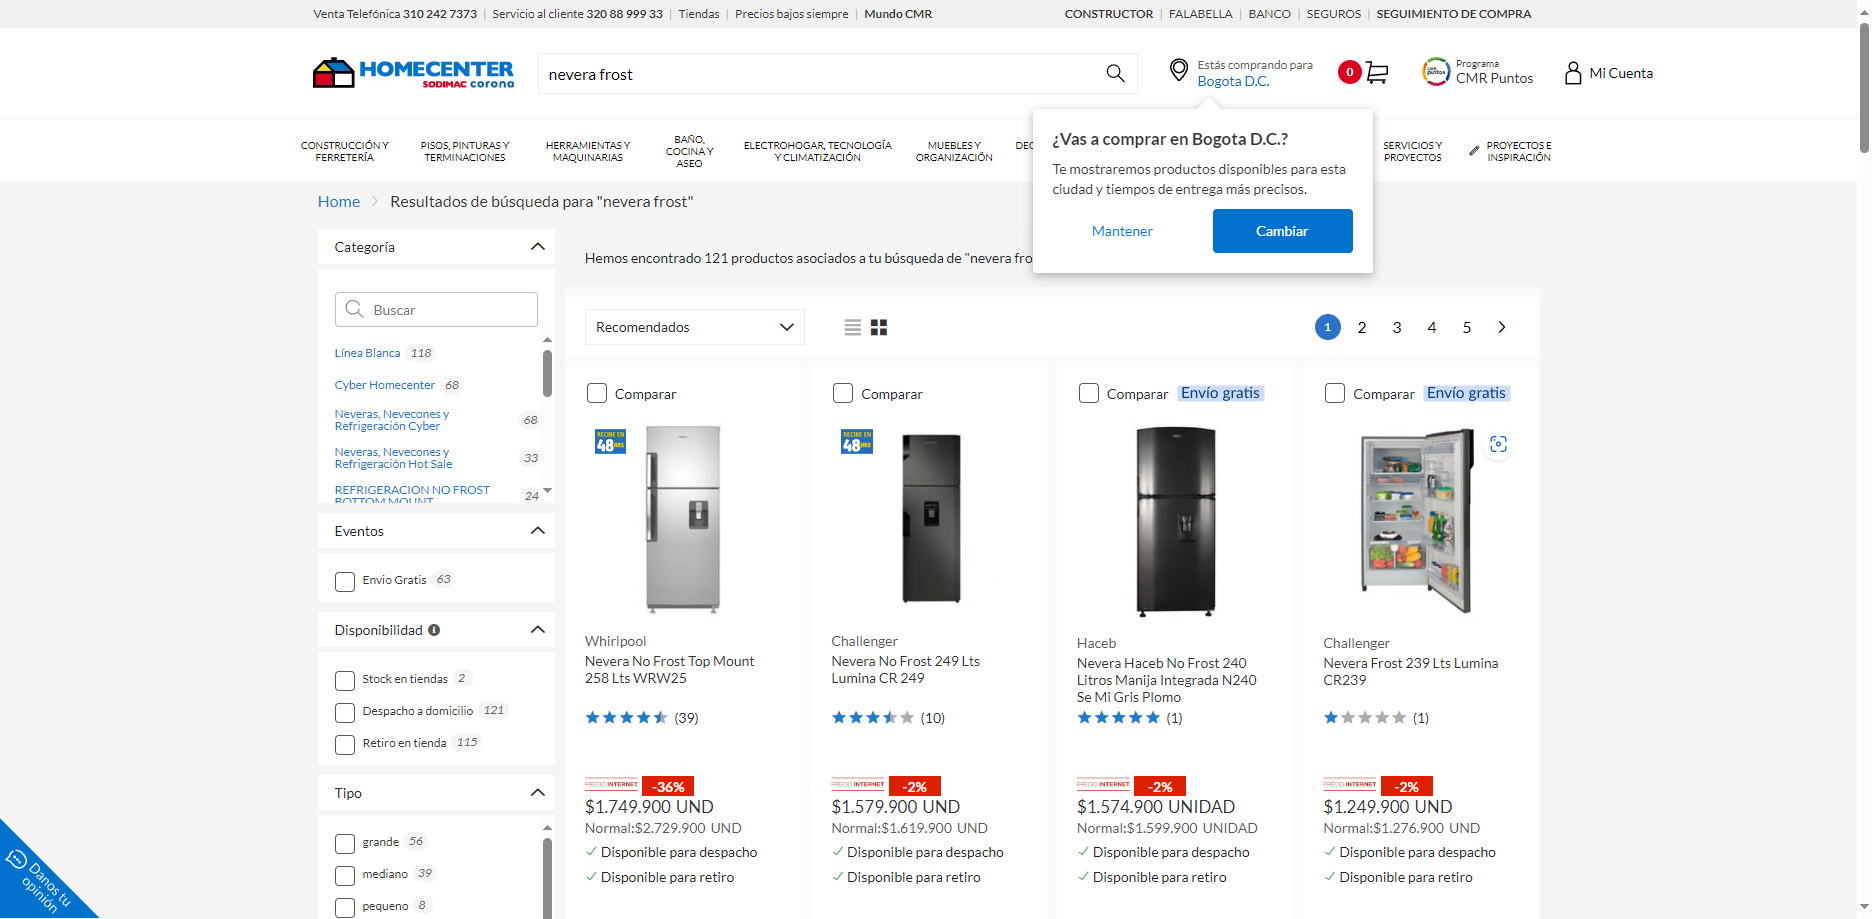 Venta Telefónica 310 242 7373 | Servicio al cliente 320 88 999 33 | Tiendas | Precios bajos siempre | Mundo CMR
CONSTRUCTOR | FALABELLA | BANCO | SEGUROS | SEGUIMIENTO DE COMPRA
HOMECENTER
SODIMAC corona
nevera frost
Estás comprando para
Bogota D.C.
0
CMR puntos
Programa
CMR Puntos
Mi Cuenta
CONSTRUCCIÓN Y
FERRETERÍA
PISOS, PINTURAS Y
TERMINACIONES
HERRAMIENTAS Y
MAQUINARIAS
BAÑO,
COCINA Y
ASEO
ELECTROHOGAR, TECNOLOGÍA
Y CLIMATIZACIÓN
MUEBLES Y
ORGANIZACIÓN
DEC
SERVICIOS Y
PROYECTOS
PROYECTOS E
INSPIRACIÓN
¿Vas a comprar en Bogota D.C.?
Te mostraremos productos disponibles para esta
ciudad y tiempos de entrega más precisos.
Mantener
Cambiar
Home > Resultados de búsqueda para "nevera frost"
Categoría
Buscar
Línea Blanca 118
Cyber Homecenter 68
Neveras, Nevecones y
Refrigeración Cyber 68
Neveras, Nevecones y
Refrigeración Hot Sale 33
REFRIGERACION NO FROST
BOTTOM MOUNT 24
Eventos
Envio Gratis 63
Disponibilidad
Stock en tiendas 2
Despacho a domicilio 121
Retiro en tienda 115
Tipo
grande 56
mediano 39
pequeno 8
Danos tu
opinión
Hemos encontrado 121 productos asociados a tu búsqueda de "nevera fro
Recomendados
1 2 3 4 5
Comparar
RECIBE EN
48HRS
Whirlpool
Nevera No Frost Top Mount
258 Lts WRW25
(39)
PRECIO INTERNET -36%
$1.749.900 UND
Normal:$2.729.900 UND
Disponible para despacho
Disponible para retiro
Comparar
RECIBE EN
48HRS
Challenger
Nevera No Frost 249 Lts
Lumina CR 249
(10)
PRECIO INTERNET -2%
$1.579.900 UND
Normal:$1.619.900 UND
Disponible para despacho
Disponible para retiro
Comparar Envío gratis
Haceb
Nevera Haceb No Frost 240
Litros Manija Integrada N240
Se Mi Gris Plomo
(1)
PRECIO INTERNET -2%
$1.574.900 UNIDAD
Normal:$1.599.900 UNIDAD
Disponible para despacho
Disponible para retiro
Comparar Envío gratis
Challenger
Nevera Frost 239 Lts Lumina
CR239
(1)
PRECIO INTERNET -2%
$1.249.900 UND
Normal:$1.276.900 UND
Disponible para despacho
Disponible para retiro